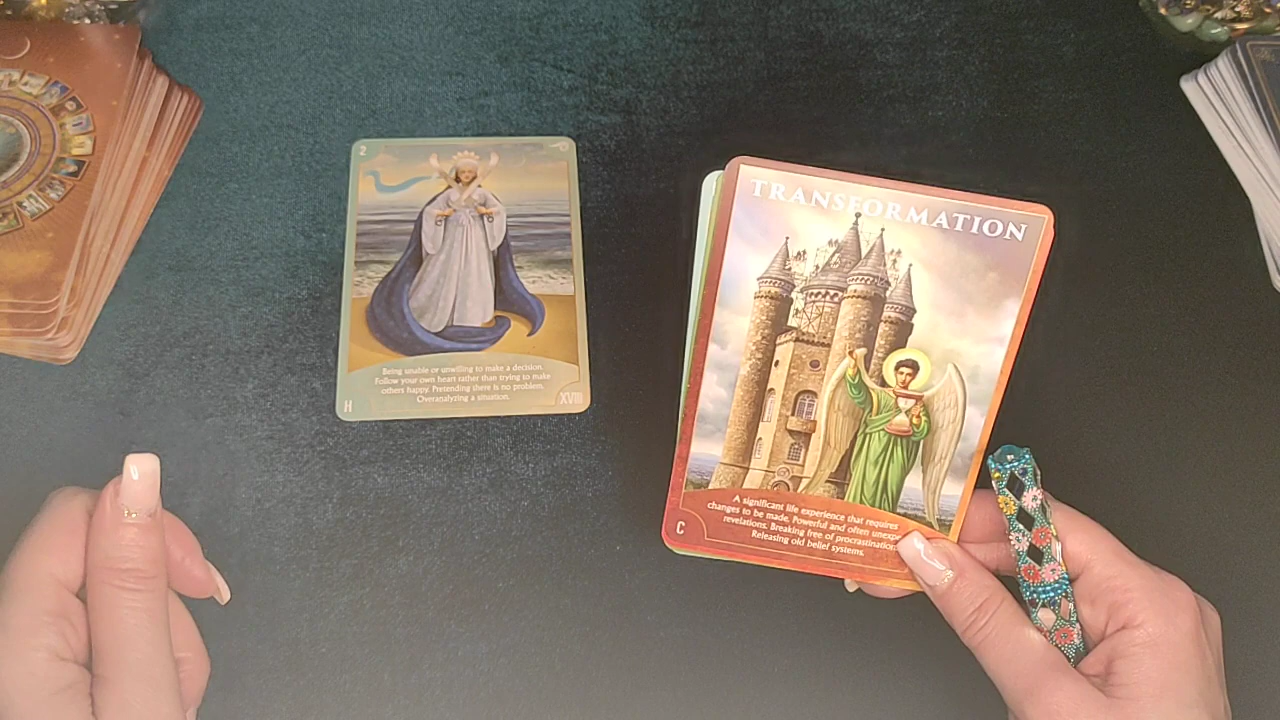 2
Being unable or unwilling to make a decision.
Follow your own heart rather than trying to make
others happy. Pretending there is no problem.
Overanalyzing a situation.
H
XVIII
TRANSFORMATION
A significant life experience that requires
changes to be made. Powerful and often
revelations. Breaking free of procrastination.
Releasing old belief systems.
C